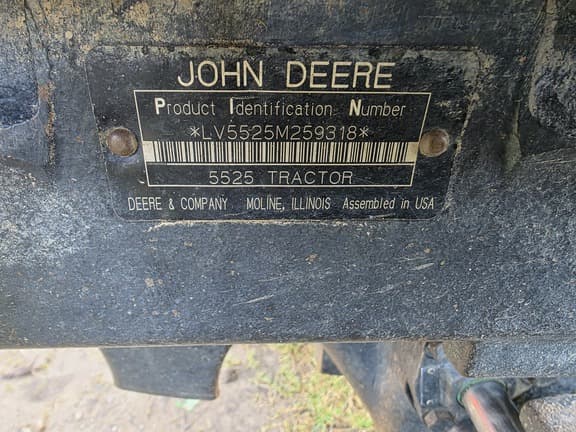 JOHN DEERE
Product Identification Number
*LV5525M259318*
5525 TRACTOR
DEERE & COMPANY MOLINE, ILLINOIS Assembled in USA